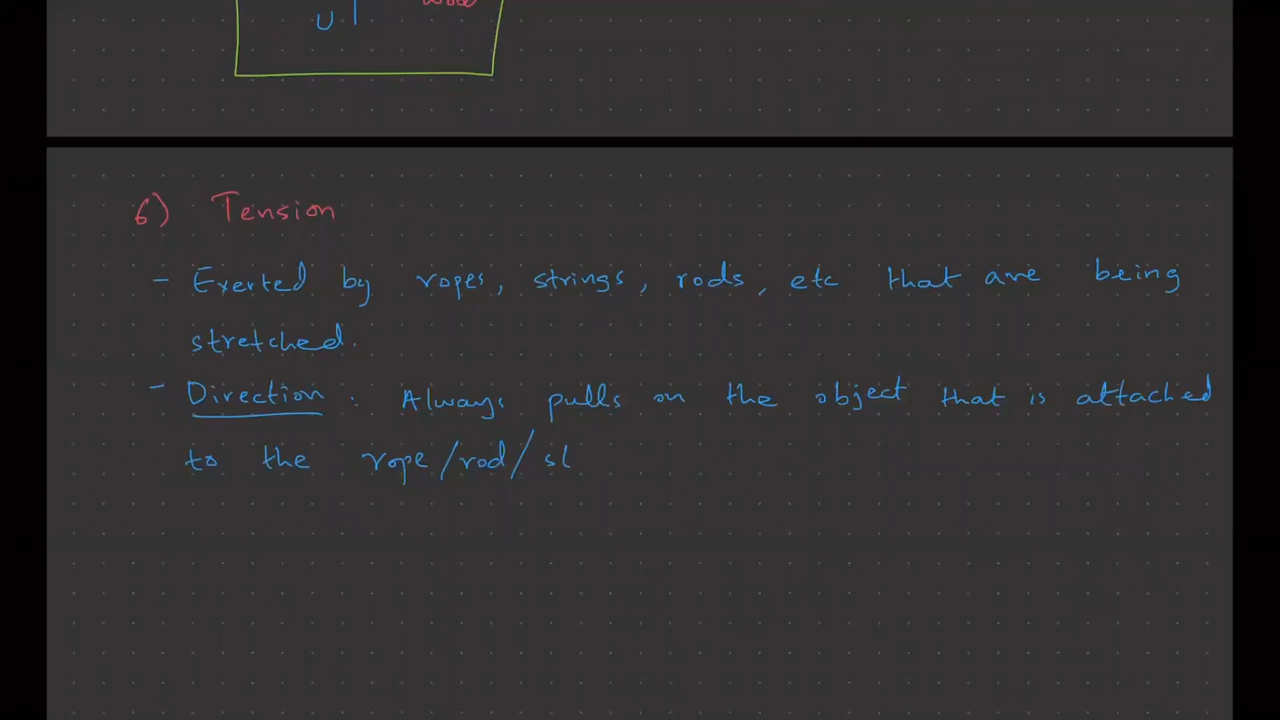 U
6) Tension
- Exerted by ropes, strings, rods, etc that are being
stretched.
- Direction : Always pulls on the object that is attached
to the rope/rod/st